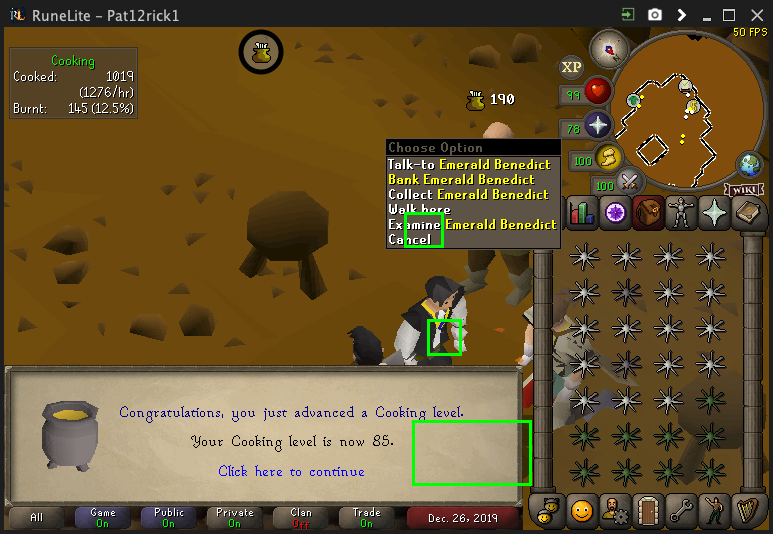 RuneLite - Pat12rick1
50 FPS
Cooking
Cooked: 1019
(1276/hr)
Burnt: 145 (12.5%)
XP
190
99
78
100
100
WIKI
Choose Option
Talk-to Emerald Benedict
Bank Emerald Benedict
Collect Emerald Benedict
Walk here
Examine Emerald Benedict
Cancel
Congratulations, you just advanced a Cooking level.
Your Cooking level is now 85.
Click here to continue
All
Game
On
Public
On
Private
On
Clan
Off
Trade
On
Dec. 26, 2019